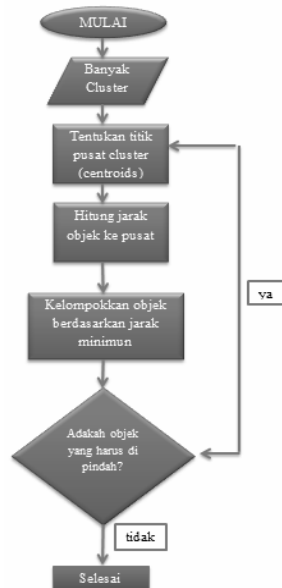 MULAI
Banyak
Cluster
Tentukan titik
pusat cluster
(centroids)
Hitung jarak
objek ke pusat
Kelompokkan objek
berdasarkan jarak
minimun
ya
Adakah objek
yang harus di
pindah?
tidak
Selesai